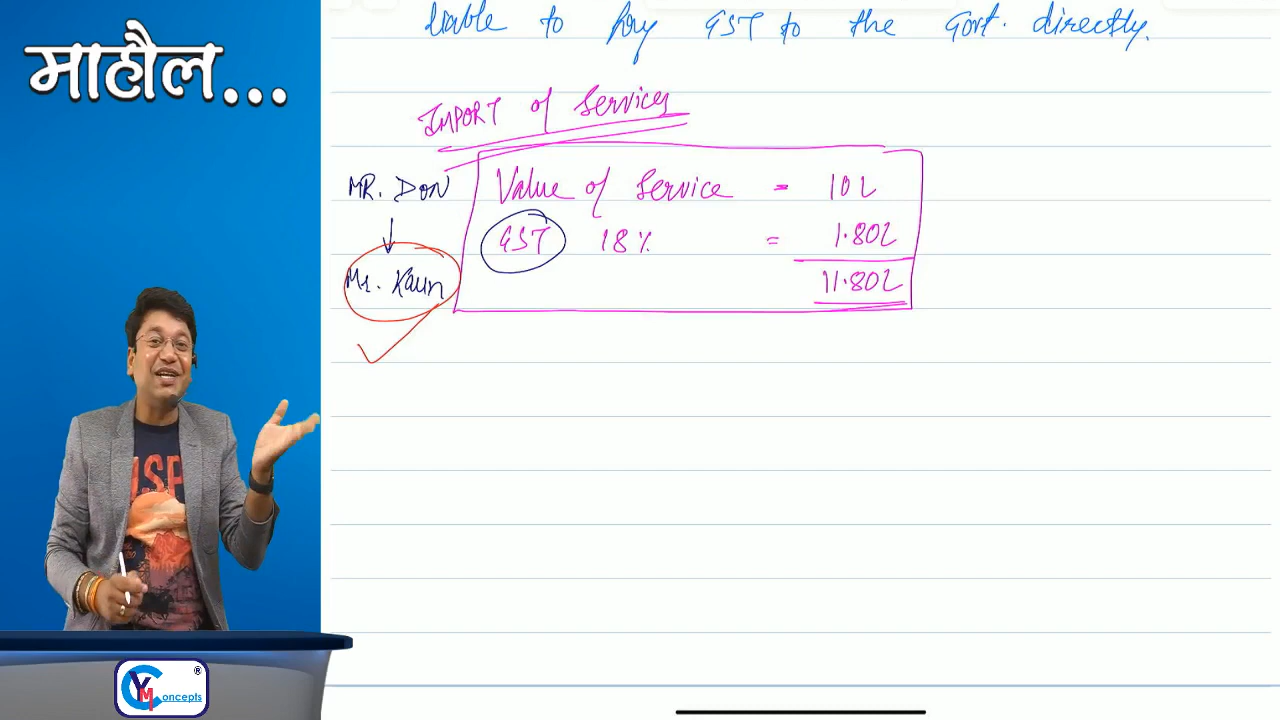 माहौल...
liable to pay GST to the Govt. directly.
IMPORT of Services
MR. DON
Value of Service = 10L
GST 18% = 1.80L
Mr. Kaun
11.80L
YM Concepts ®